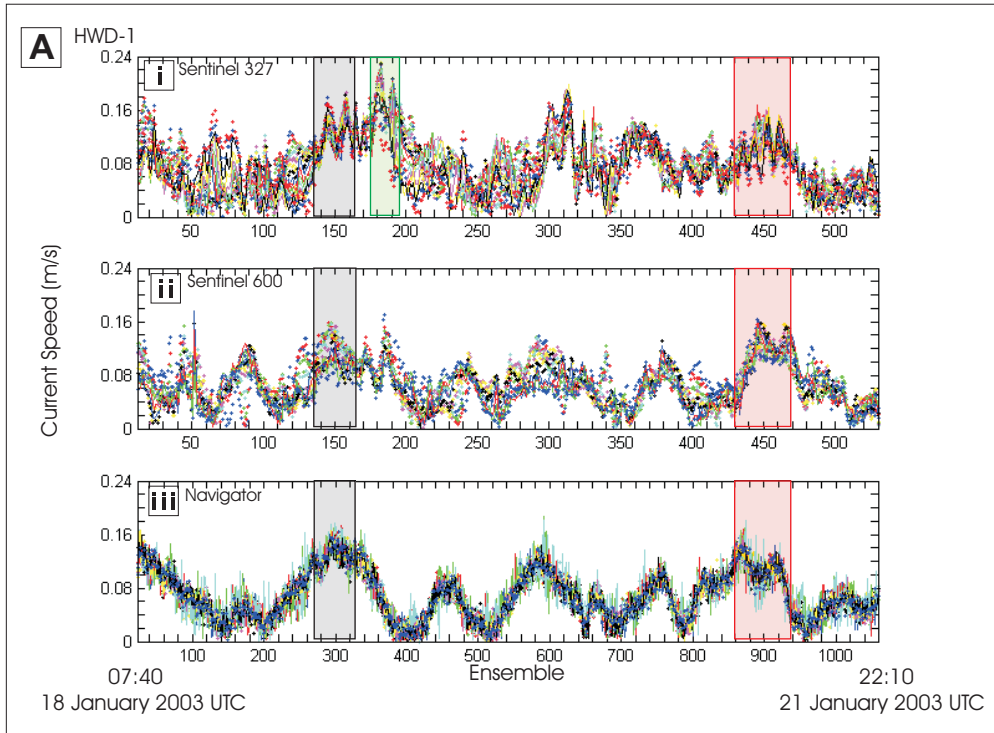 A HWD-1
i Sentinel 327
0.24
0.16
0.08
0
50 100 150 200 250 300 350 400 450 500
Current Speed (m/s)
ii Sentinel 600
0.24
0.16
0.08
0
50 100 150 200 250 300 350 400 450 500
iii Navigator
0.24
0.16
0.08
0
100 200 300 400 500 600 700 800 900 1000
Ensemble
07:40 22:10
18 January 2003 UTC 21 January 2003 UTC